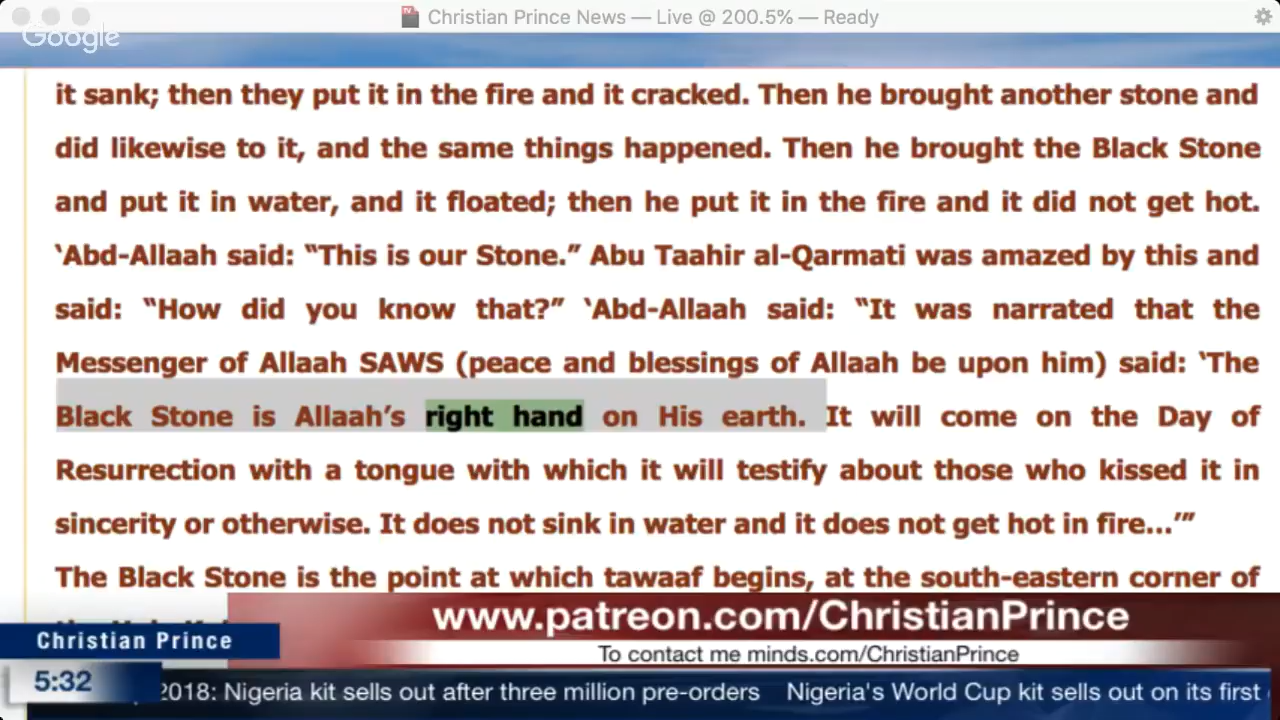 Christian Prince News — Live @ 200.5% — Ready
Google
it sank; then they put it in the fire and it cracked. Then he brought another stone and
did likewise to it, and the same things happened. Then he brought the Black Stone
and put it in water, and it floated; then he put it in the fire and it did not get hot.
‘Abd-Allaah said: “This is our Stone.” Abu Taahir al-Qarmati was amazed by this and
said: “How did you know that?” ‘Abd-Allaah said: “It was narrated that the
Messenger of Allaah SAWS (peace and blessings of Allaah be upon him) said: ‘The
Black Stone is Allaah’s right hand on His earth. It will come on the Day of
Resurrection with a tongue with which it will testify about those who kissed it in
sincerity or otherwise. It does not sink in water and it does not get hot in fire…’”
The Black Stone is the point at which tawaaf begins, at the south-eastern corner of
www.patreon.com/ChristianPrince
Christian Prince
To contact me minds.com/ChristianPrince
5:32
2018: Nigeria kit sells out after three million pre-orders Nigeria's World Cup kit sells out on its first